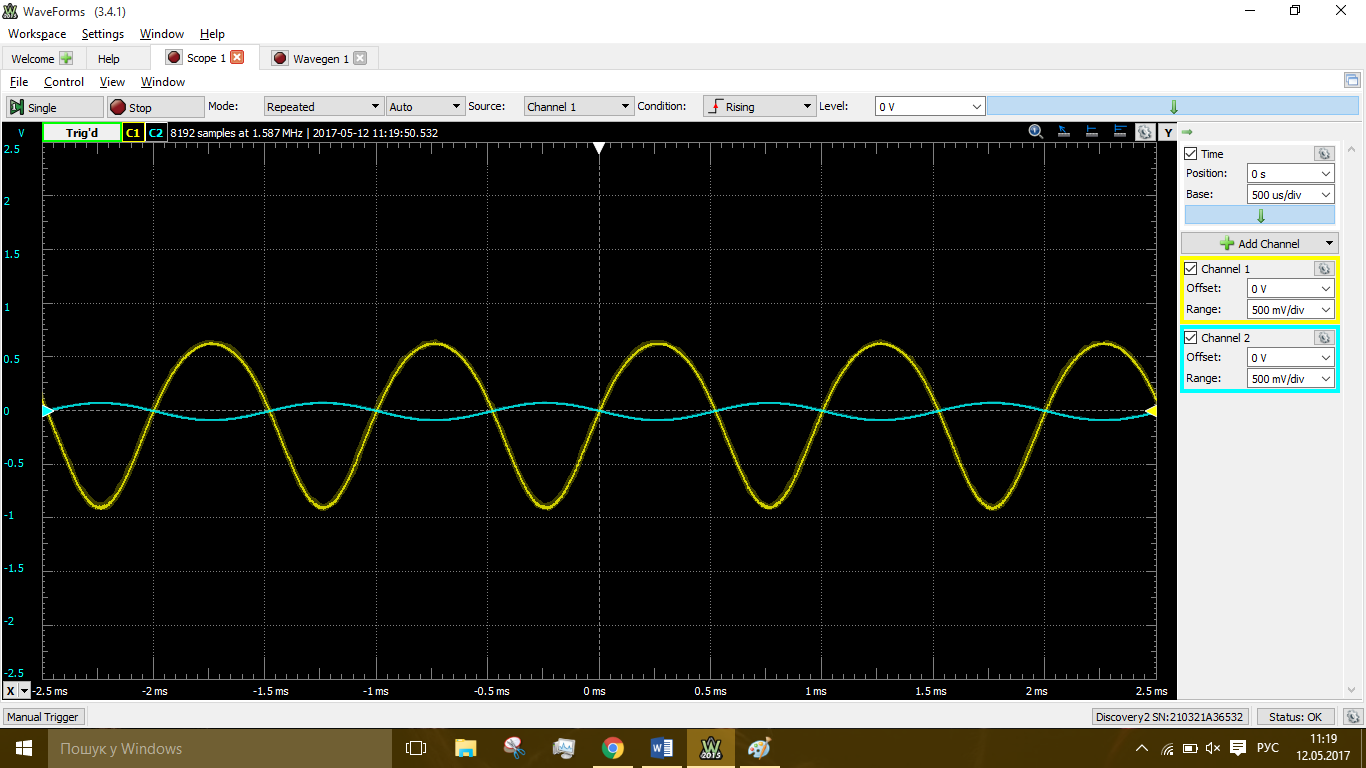 WaveForms (3.4.1)
Workspace Settings Window Help
Welcome Help Scope 1 Wavegen 1
File Control View Window
Single Stop Mode: Repeated Auto Source: Channel 1 Condition: Rising Level: 0 V
V Trig'd C1 C2 8192 samples at 1.587 MHz | 2017-05-12 11:19:50.532 Y
2.5
2
1.5
1
0.5
0
-0.5
-1
-1.5
-2
-2.5
X -2.5 ms -2 ms -1.5 ms -1 ms -0.5 ms 0 ms 0.5 ms 1 ms 1.5 ms 2 ms 2.5 ms
Time
Position: 0 s
Base: 500 us/div
Add Channel
Channel 1
Offset: 0 V
Range: 500 mV/div
Channel 2
Offset: 0 V
Range: 500 mV/div
Manual Trigger Discovery2 SN:210321A36532 Status: OK
Пошук у Windows
W
2015
РУС
11:19
12.05.2017